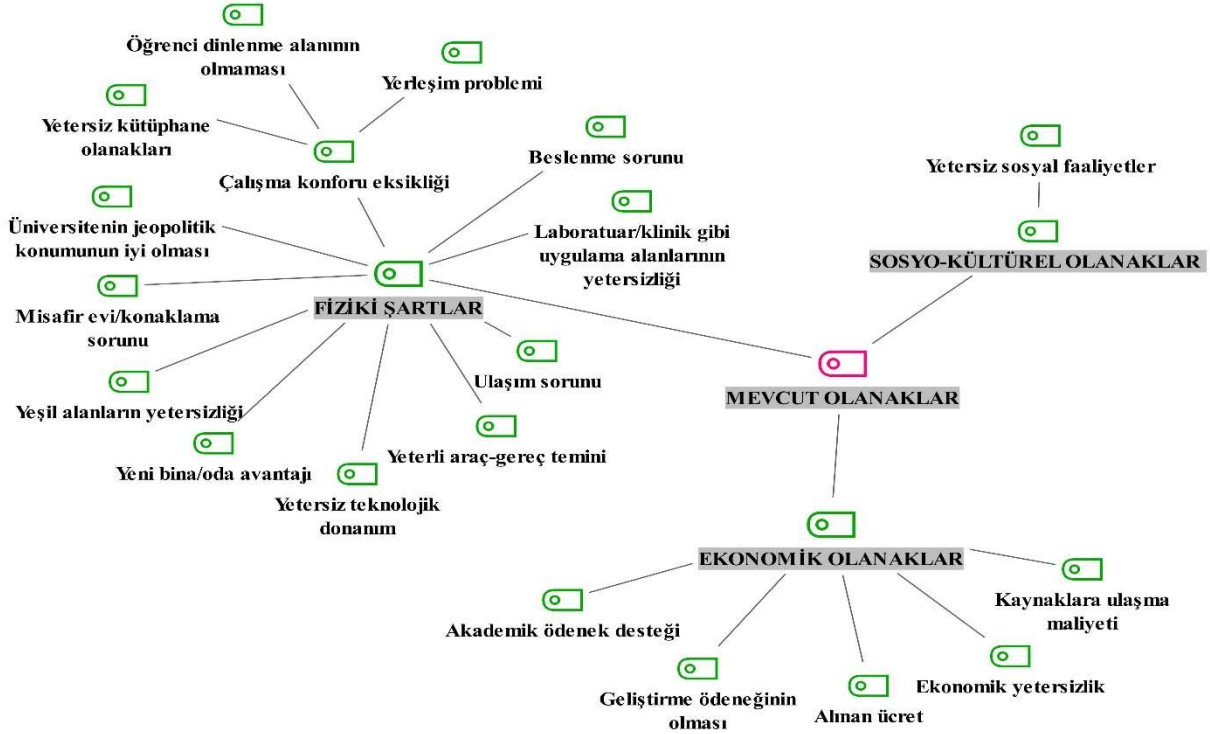 Öğrenci dinlenme alanının
olmaması
Yerleşim problemi
Yetersiz kütüphane
olanakları
Çalışma konforu eksikliği
Beslenme sorunu
Yetersiz sosyal faaliyetler
Üniversitenin jeopolitik
konumunun iyi olması
Laboratuar/klinik gibi
uygulama alanlarının
yetersizliği
SOSYO-KÜLTÜREL OLANAKLAR
FİZİKİ ŞARTLAR
Misafir evi/konaklama
sorunu
Ulaşım sorunu
MEVCUT OLANAKLAR
Yeşil alanların yetersizliği
Yeni bina/oda avantajı
Yeterli araç-gereç temini
Yetersiz teknolojik
donanım
EKONOMİK OLANAKLAR
Kaynaklara ulaşma
maliyeti
Akademik ödenek desteği
Geliştirme ödeneğinin
olması
Alınan ücret
Ekonomik yetersizlik